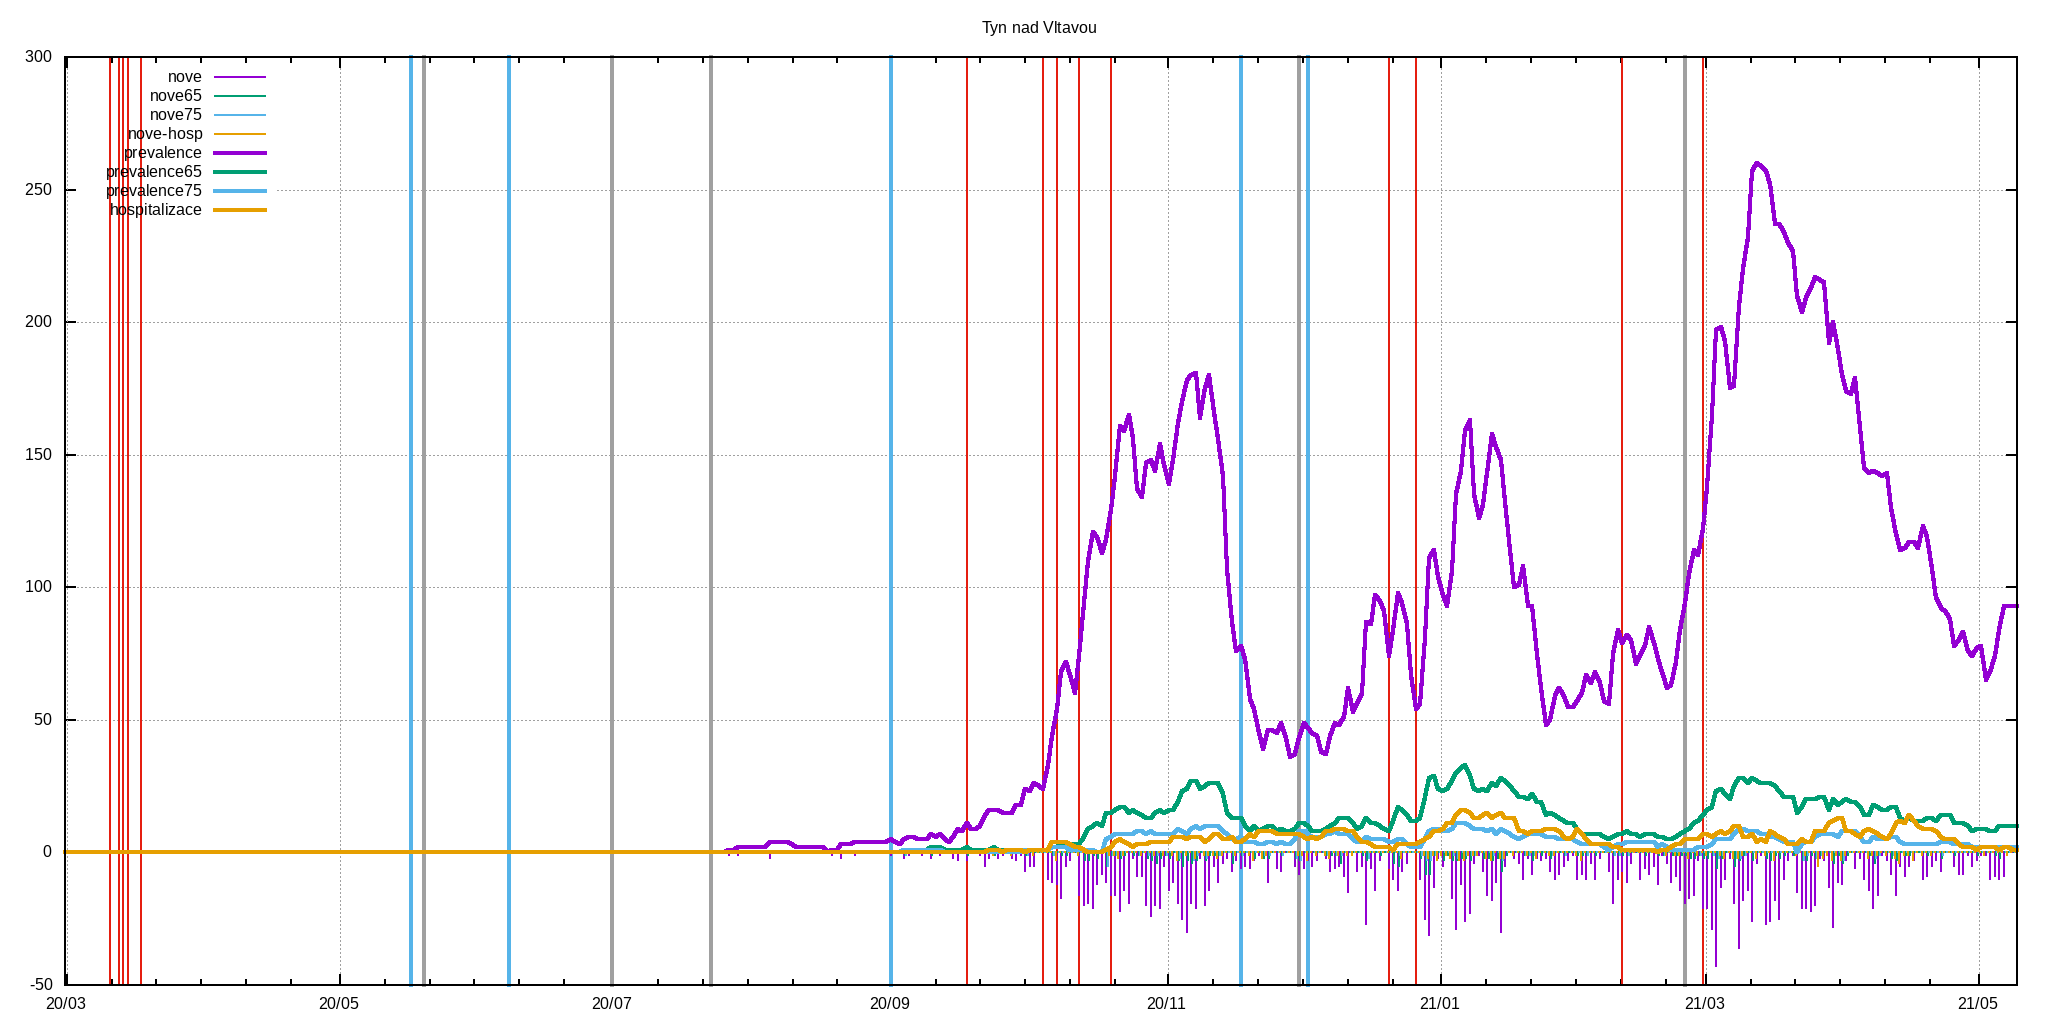 Tyn nad Vltavou
300
250
200
150
100
50
0
-50
nove
nove65
nove75
nove-hosp
prevalence
prevalence65
prevalence75
hospitalizace
20/03 20/05 20/07 20/09 20/11 21/01 21/03 21/05